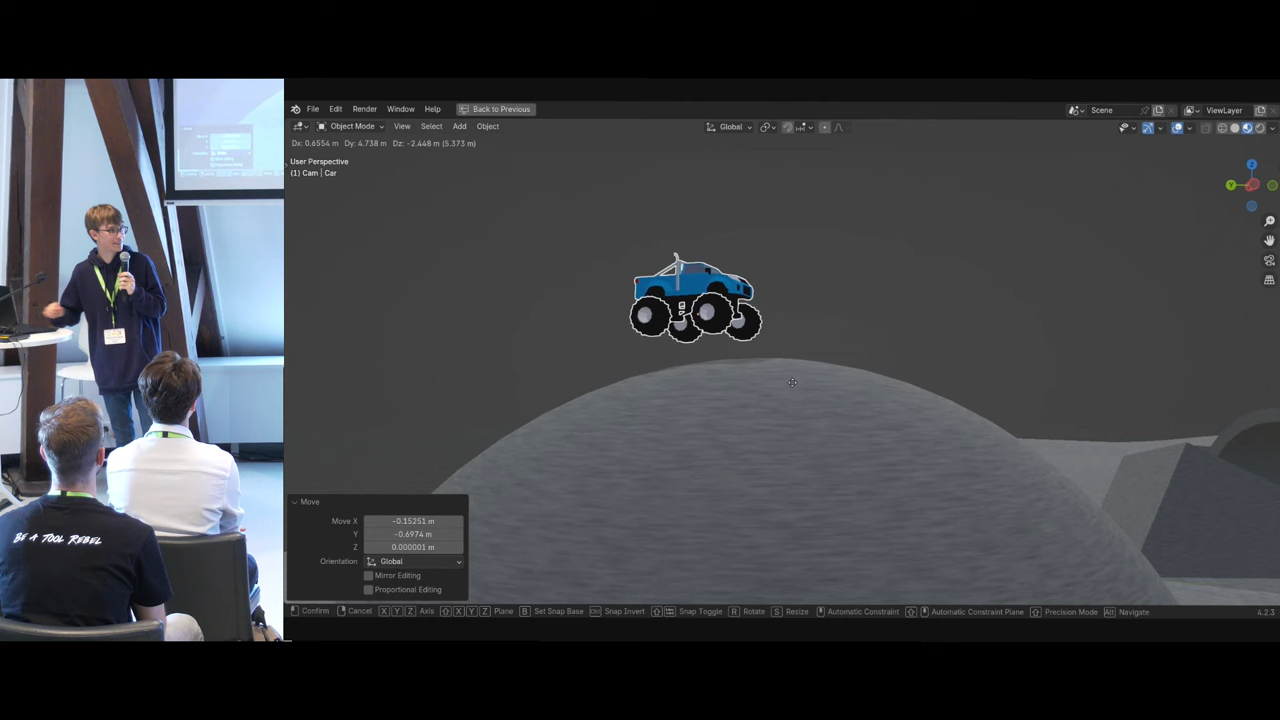 File Edit Render Window Help Back to Previous Scene ViewLayer
Object Mode View Select Add Object Global
Dx: 0.6554 m Dy: 4.738 m Dz: -2.448 m (5.373 m)
User Perspective
(1) Cam | Car
Z
Y
Move
Move X -0.15251 m
Y -0.6974 m
Z 0.000001 m
Orientation Global
Mirror Editing
Proportional Editing
Confirm Cancel X Y Z Axis X Y Z Plane B Set Snap Base Ctrl Snap Invert Snap Toggle R Rotate S Resize Automatic Constraint Automatic Constraint Plane Precision Mode Alt Navigate 4.2.3
BE A TOOL REBEL